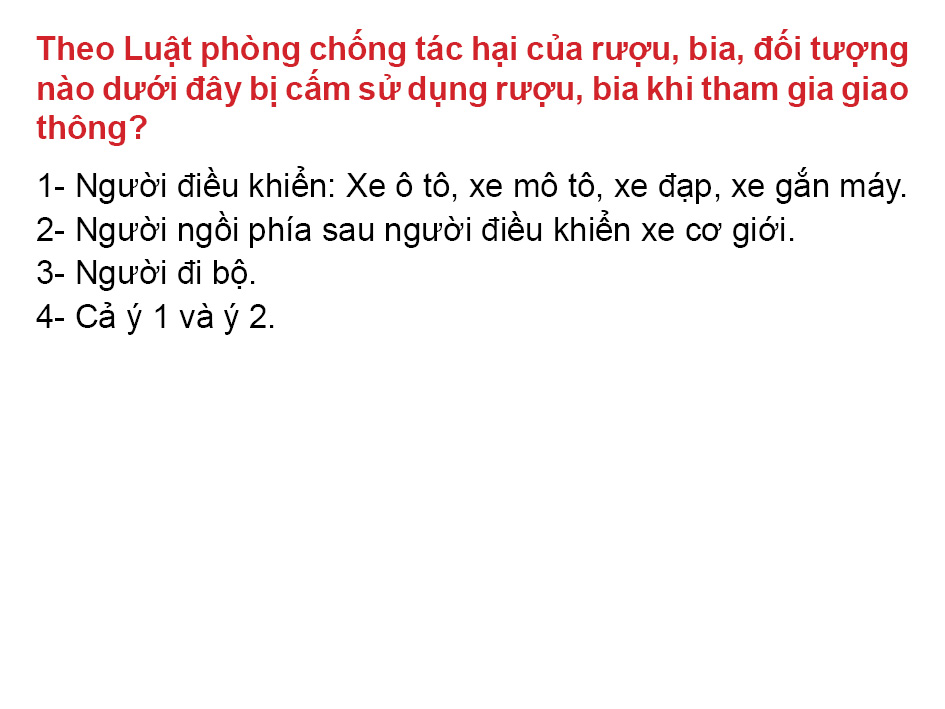 Theo Luật phòng chống tác hại của rượu, bia, đối tượng
nào dưới đây bị cấm sử dụng rượu, bia khi tham gia giao
thông?
1- Người điều khiển: Xe ô tô, xe mô tô, xe đạp, xe gắn máy.
2- Người ngồi phía sau người điều khiển xe cơ giới.
3- Người đi bộ.
4- Cả ý 1 và ý 2.